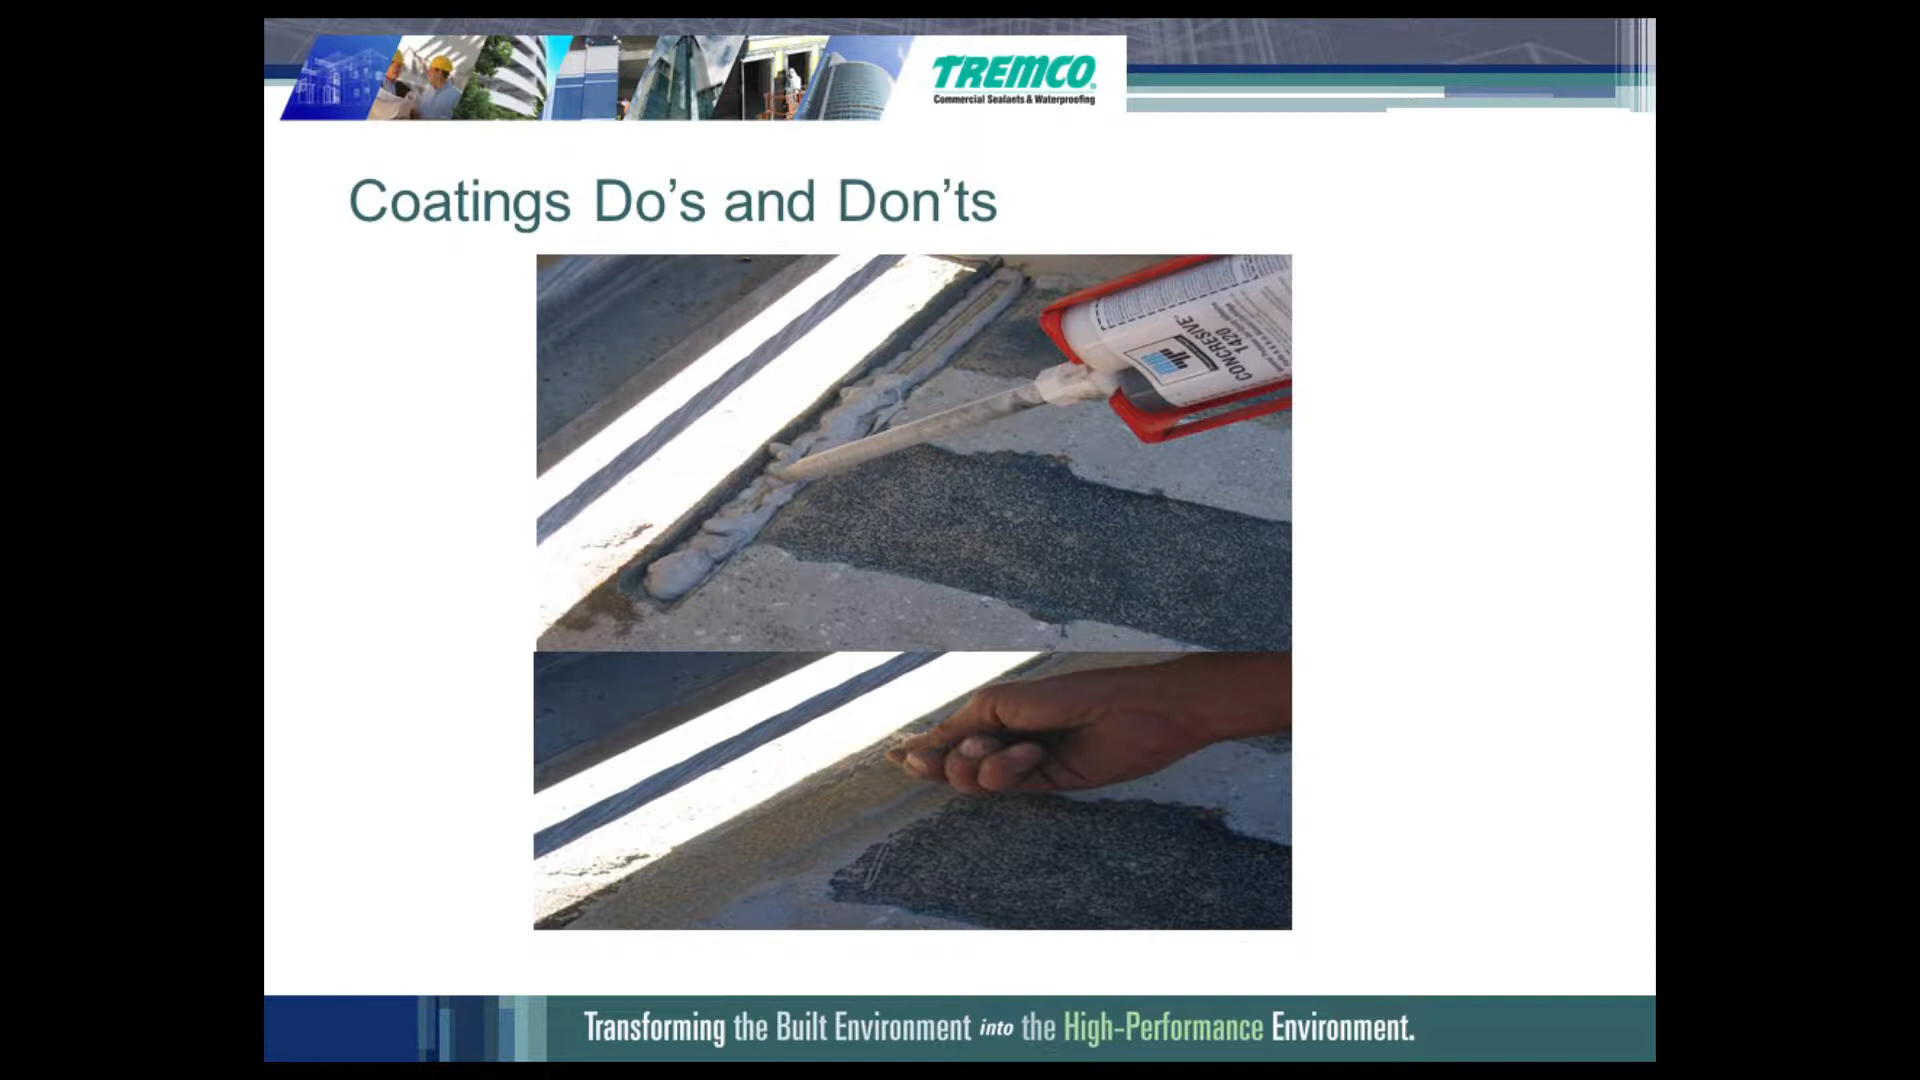 TREMCO
Commercial Sealants & Waterproofing
Coatings Do’s and Don’ts
CONCRESIVE
1420
Transforming the Built Environment into the High-Performance Environment.